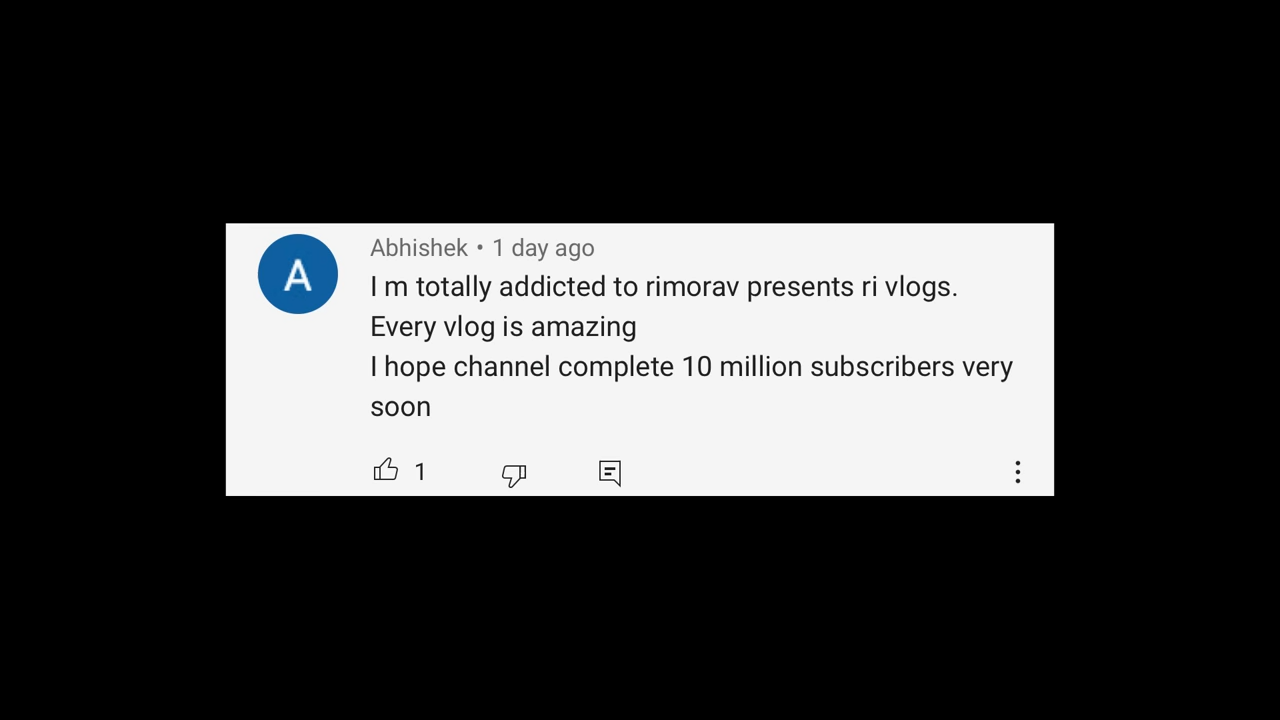 A
Abhishek • 1 day ago
I m totally addicted to rimorav presents ri vlogs.
Every vlog is amazing
I hope channel complete 10 million subscribers very
soon
1